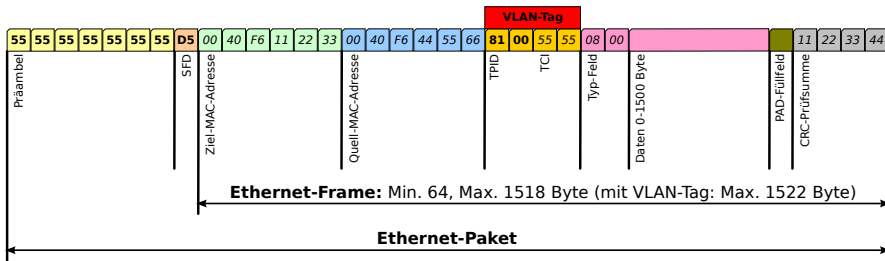 VLAN-Tag
55 55 55 55 55 55 55 D5 00 40 F6 11 22 33 00 40 F6 44 55 66 81 00 55 55 08 00 11 22 33 44
Präambel
SFD
Ziel-MAC-Adresse
Quell-MAC-Adresse
TPID
TCI
Typ-Feld
Daten 0-1500 Byte
PAD-Füllfeld
CRC-Prüfsumme
Ethernet-Frame: Min. 64, Max. 1518 Byte (mit VLAN-Tag: Max. 1522 Byte)
Ethernet-Paket